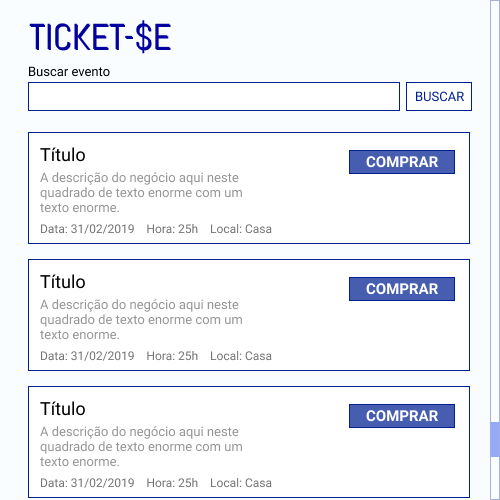 TICKET-$E
Buscar evento
BUSCAR
Título
COMPRAR
A descrição do negócio aqui neste
quadrado de texto enorme com um
texto enorme.
Data: 31/02/2019 Hora: 25h Local: Casa
Título
COMPRAR
A descrição do negócio aqui neste
quadrado de texto enorme com um
texto enorme.
Data: 31/02/2019 Hora: 25h Local: Casa
Título
COMPRAR
A descrição do negócio aqui neste
quadrado de texto enorme com um
texto enorme.
Data: 31/02/2019 Hora: 25h Local: Casa